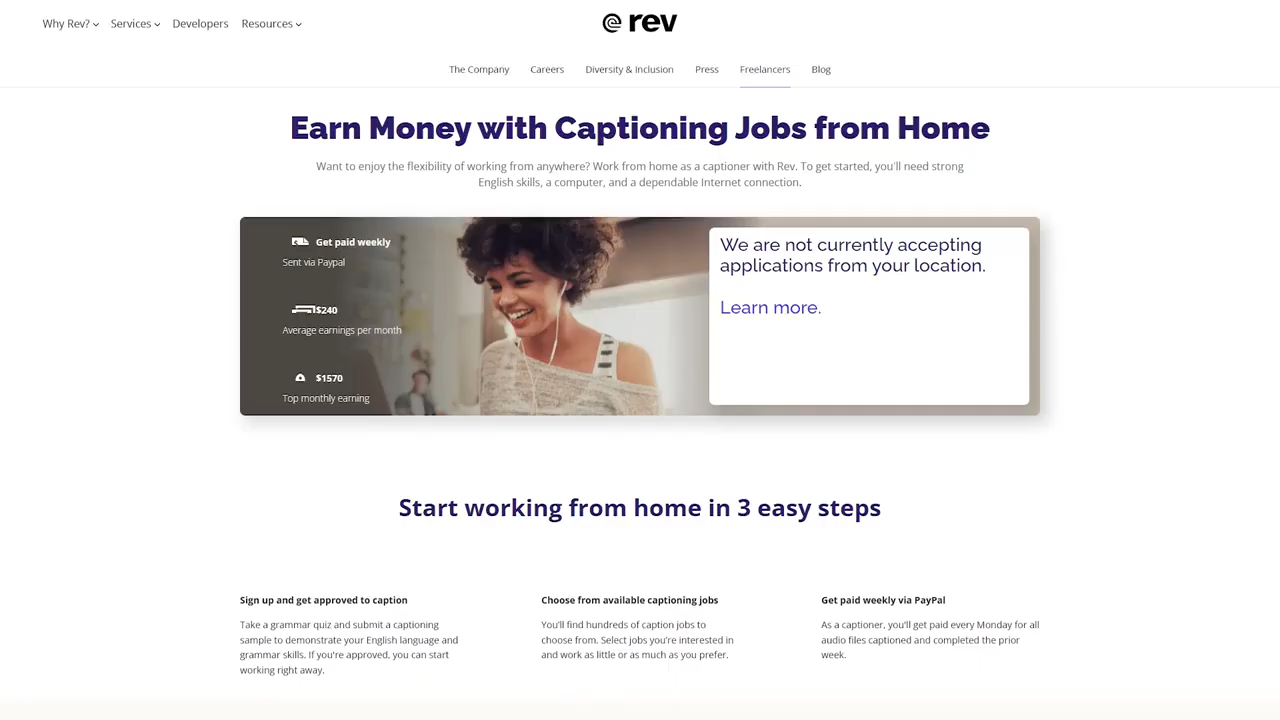 Why Rev? Services Developers Resources
rev
The Company Careers Diversity & Inclusion Press Freelancers Blog
Earn Money with Captioning Jobs from Home
Want to enjoy the flexibility of working from anywhere? Work from home as a captioner with Rev. To get started, you'll need strong
English skills, a computer, and a dependable Internet connection.
Get paid weekly
Sent via Paypal
$240
Average earnings per month
$1570
Top monthly earning
We are not currently accepting
applications from your location.
Learn more.
Start working from home in 3 easy steps
Sign up and get approved to caption
Take a grammar quiz and submit a captioning
sample to demonstrate your English language and
grammar skills. If you're approved, you can start
working right away.
Choose from available captioning jobs
You'll find hundreds of caption jobs to
choose from. Select jobs you're interested in
and work as little or as much as you prefer.
Get paid weekly via PayPal
As a captioner, you'll get paid every Monday for all
audio files captioned and completed the prior
week.